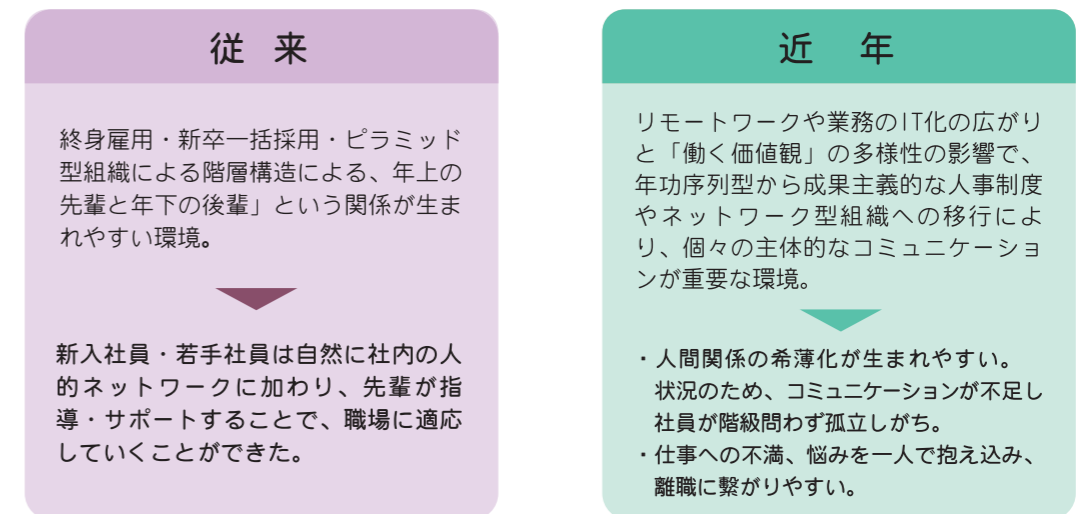 従 来
終身雇用・新卒一括採用・ピラミッド
型組織による階層構造による、年上の
先輩と年下の後輩」という関係が生ま
れやすい環境。
新入社員・若手社員は自然に社内の人
的ネットワークに加わり、先輩が指
導・サポートすることで、職場に適応
していくことができた。
近 年
リモートワークや業務のIT化の広がり
と「働く価値観」の多様性の影響で、
年功序列型から成果主義的な人事制度
やネットワーク型組織への移行によ
り、個々の主体的なコミュニケーショ
ンが重要な環境。
・人間関係の希薄化が生まれやすい。
状況のため、コミュニケーションが不足し
社員が階級問わず孤立しがち。
・仕事への不満、悩みを一人で抱え込み、
離職に繋がりやすい。